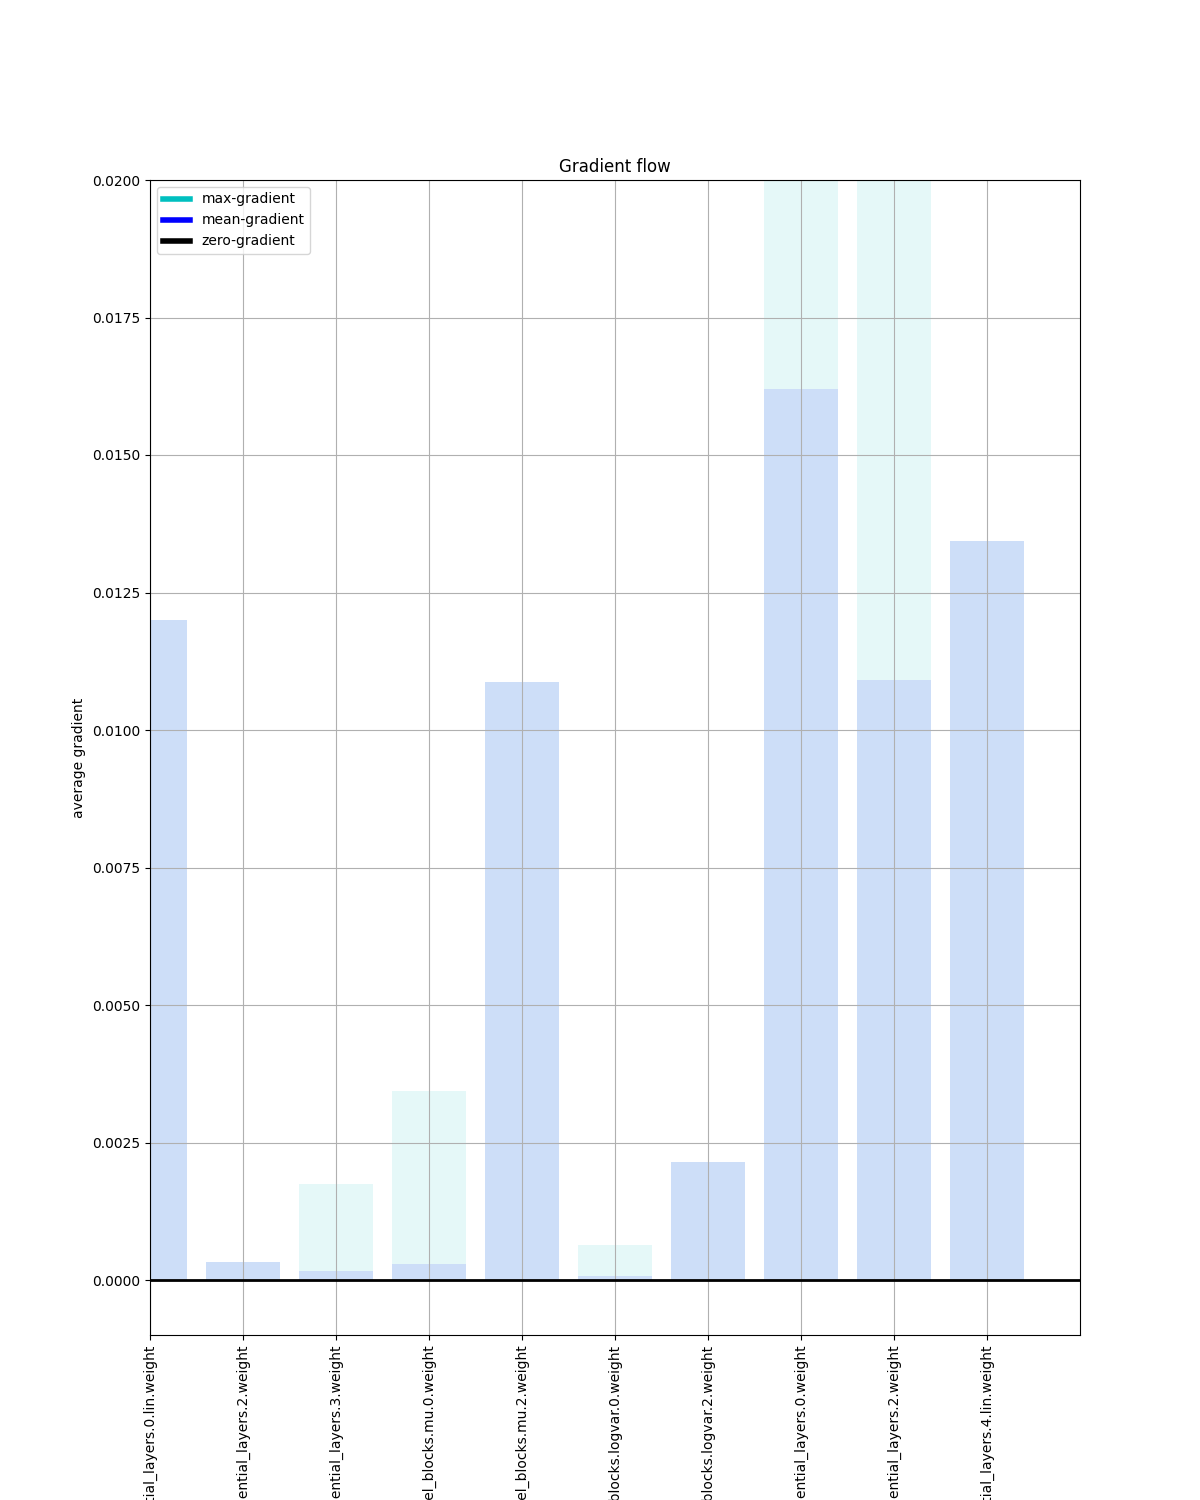 Gradient flow
max-gradient
mean-gradient
zero-gradient
0.0200
0.0175
0.0150
0.0125
0.0100
0.0075
0.0050
0.0025
0.0000
average gradient
tial_layers.0.lin.weight
ential_layers.2.weight
ential_layers.3.weight
el_blocks.mu.0.weight
el_blocks.mu.2.weight
blocks.logvar.0.weight
blocks.logvar.2.weight
ential_layers.0.weight
ential_layers.2.weight
tial_layers.4.lin.weight